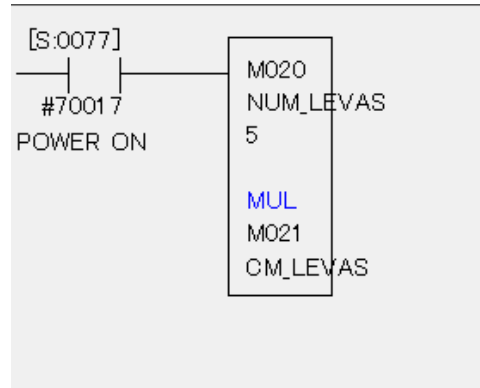 [S:0077]
#70017
POWER ON
M020
NUM_LEVAS
5
MUL
M021
CM_LEVAS